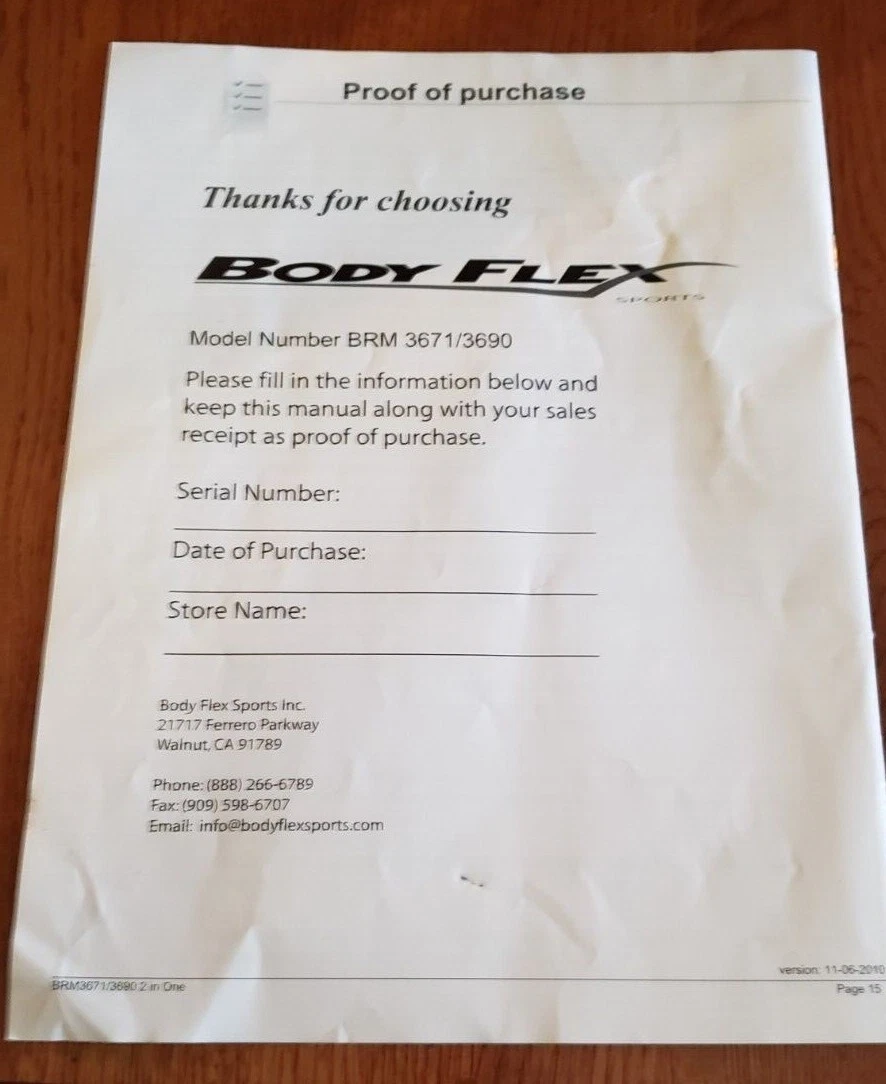 Proof of purchase
Thanks for choosing
BODY FLEX
SPORTS
Model Number BRM 3671/3690
Please fill in the information below and
keep this manual along with your sales
receipt as proof of purchase.
Serial Number:
Date of Purchase:
Store Name:
Body Flex Sports Inc.
21717 Ferrero Parkway
Walnut, CA 91789
Phone: (888) 266-6789
Fax: (909) 598-6707
Email: info@bodyflexsports.com
version: 11-06-2010
BRM3671/3690 2 in One
Page 15